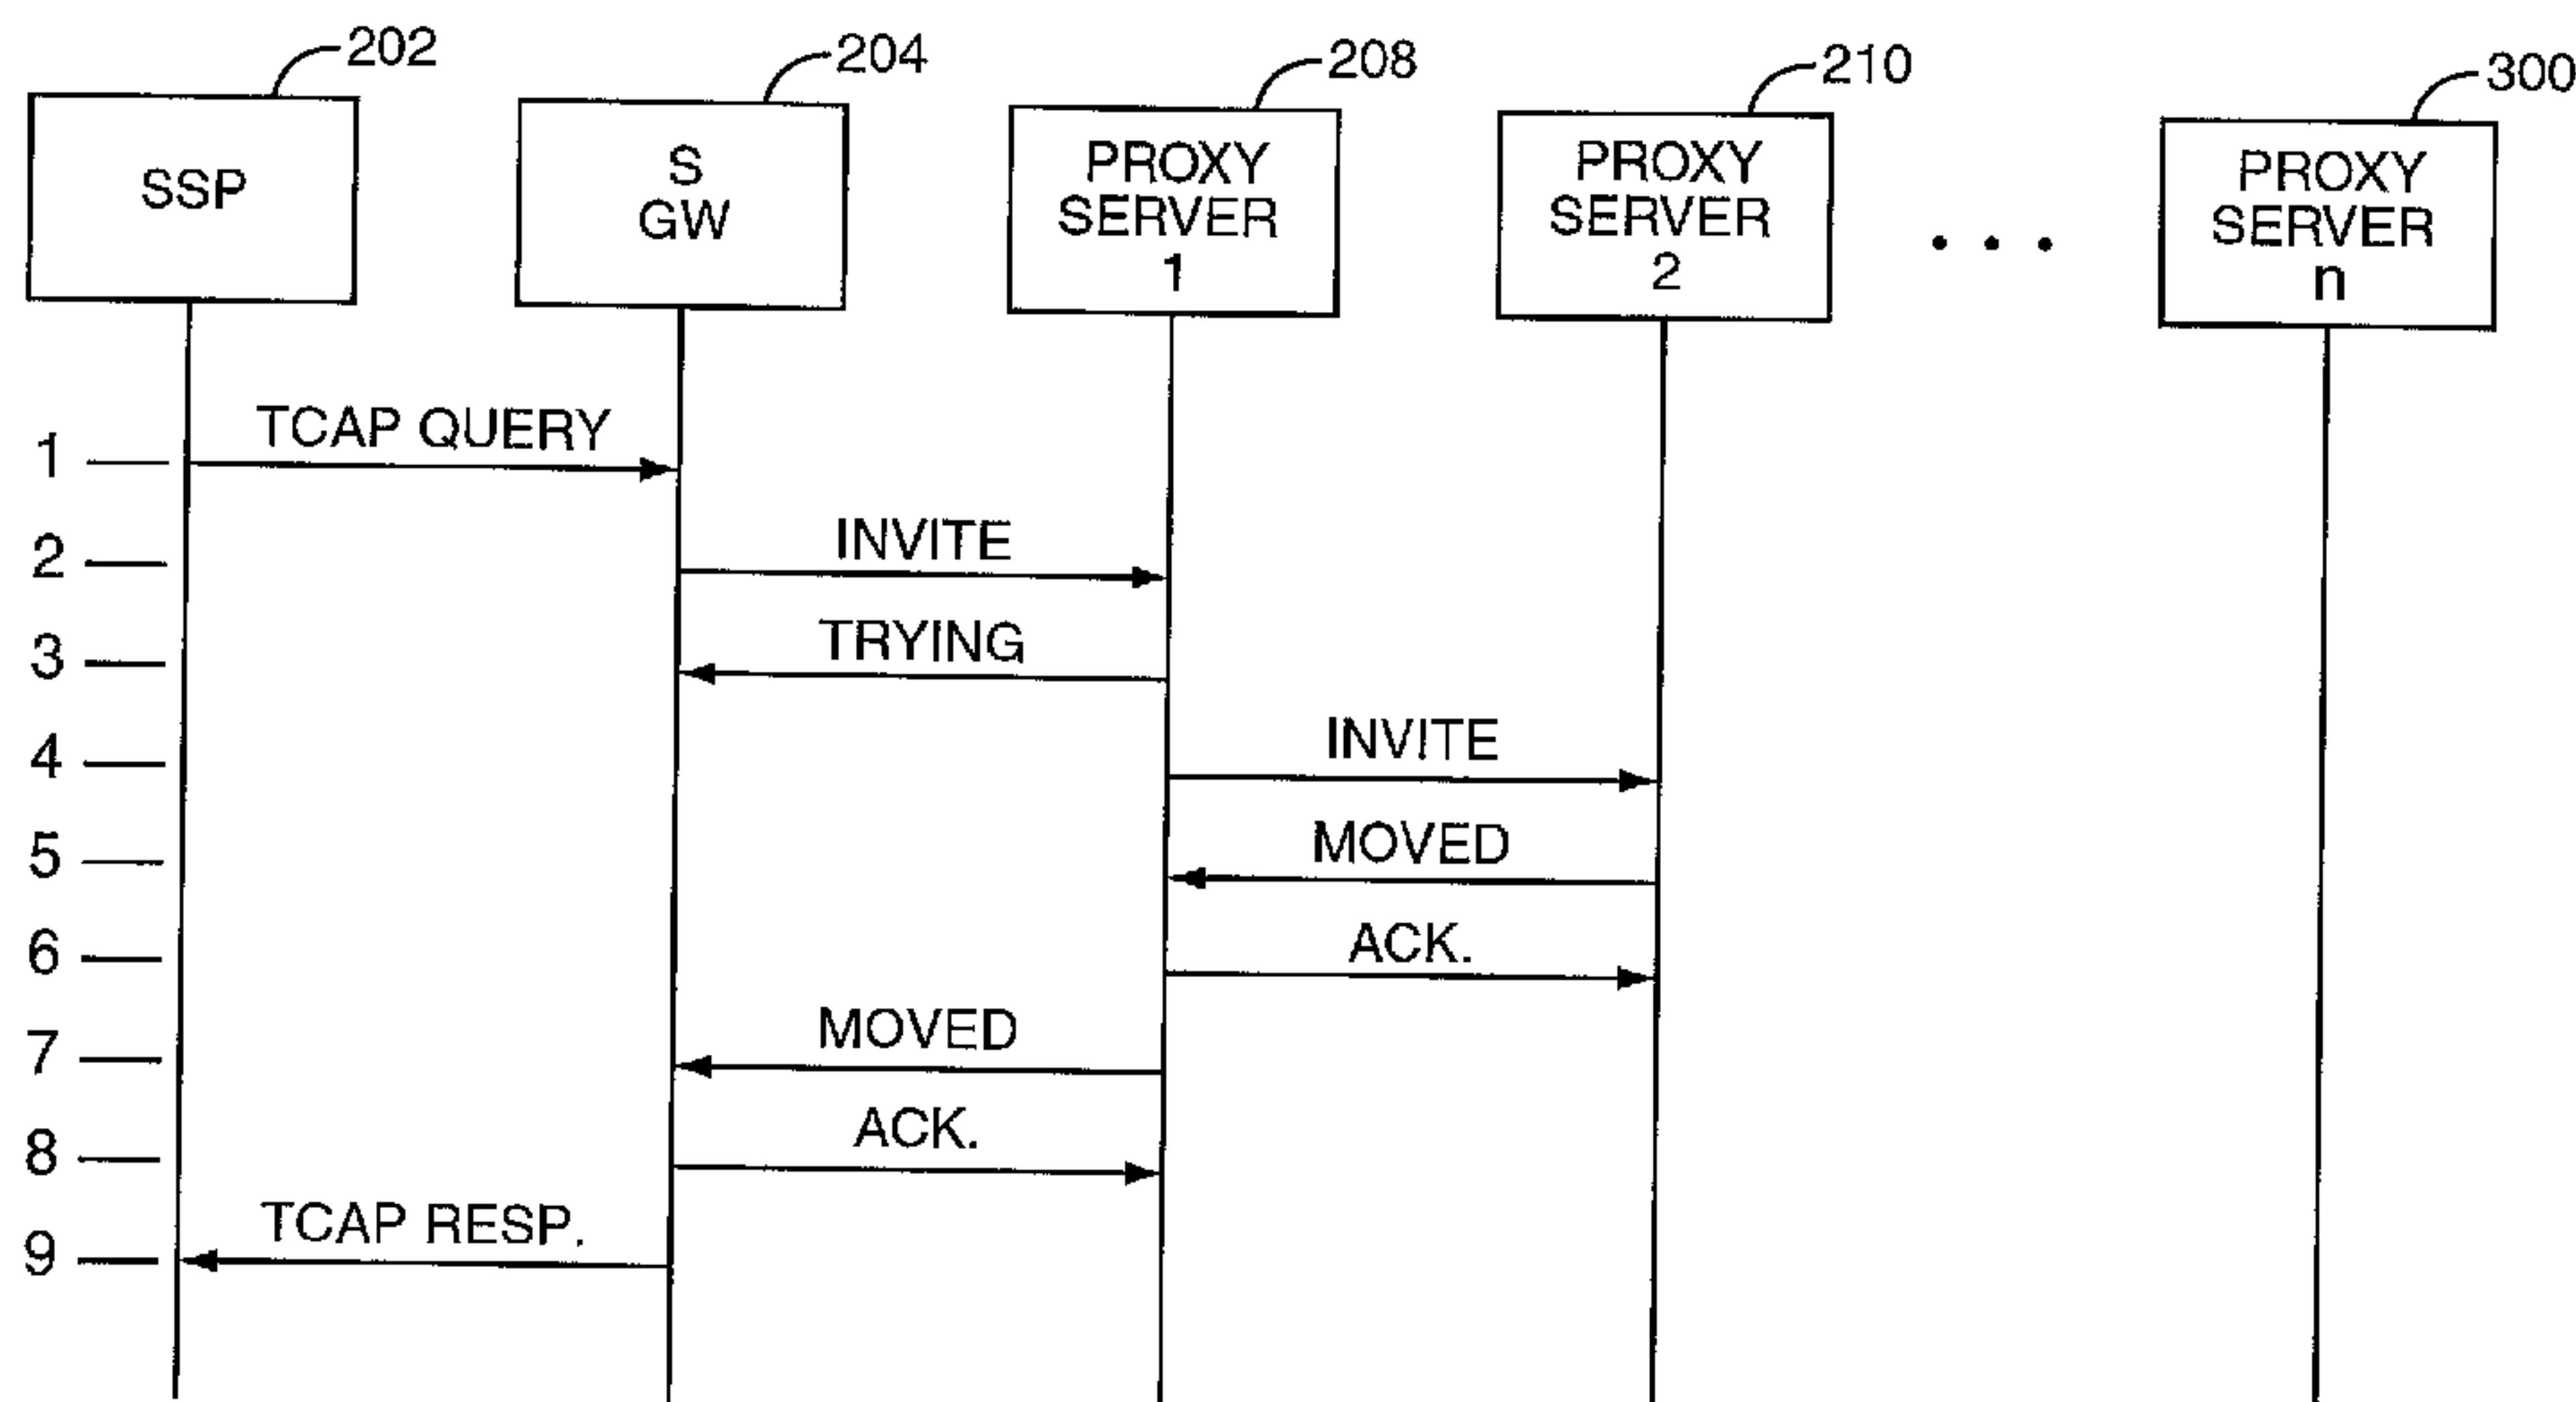 202
204
208
210
300
SSP
S
GW
PROXY
SERVER
1
PROXY
SERVER
2
. . .
PROXY
SERVER
n
1
TCAP QUERY
2
INVITE
3
TRYING
4
INVITE
5
MOVED
6
ACK.
7
MOVED
8
ACK.
9
TCAP RESP.